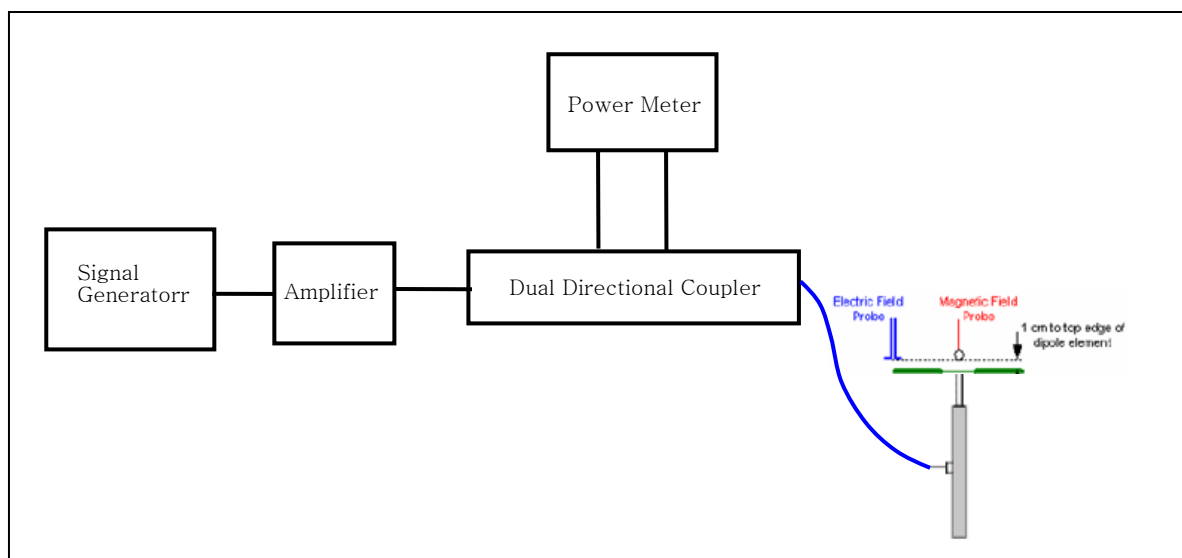 Power Meter
Signal
Generatorr
Amplifier
Dual Directional Coupler
Electric Field
Probe
Magnetic Field
Probe
1 cm to top edge of
dipole element